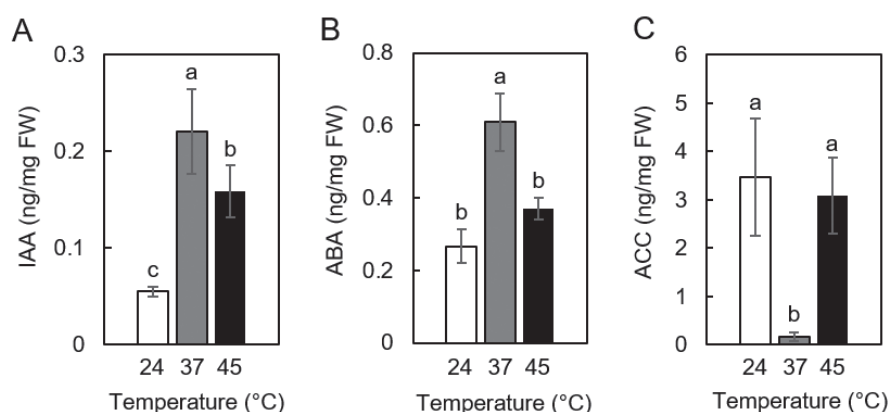 A
IAA (ng/mg FW)
0.3
0.2
0.1
0
a
b
c
24 37 45
Temperature (°C)
B
ABA (ng/mg FW)
0.8
0.6
0.4
0.2
0
a
b
b
24 37 45
Temperature (°C)
C
ACC (ng/mg FW)
6
5
4
3
2
1
0
a
a
b
24 37 45
Temperature (°C)